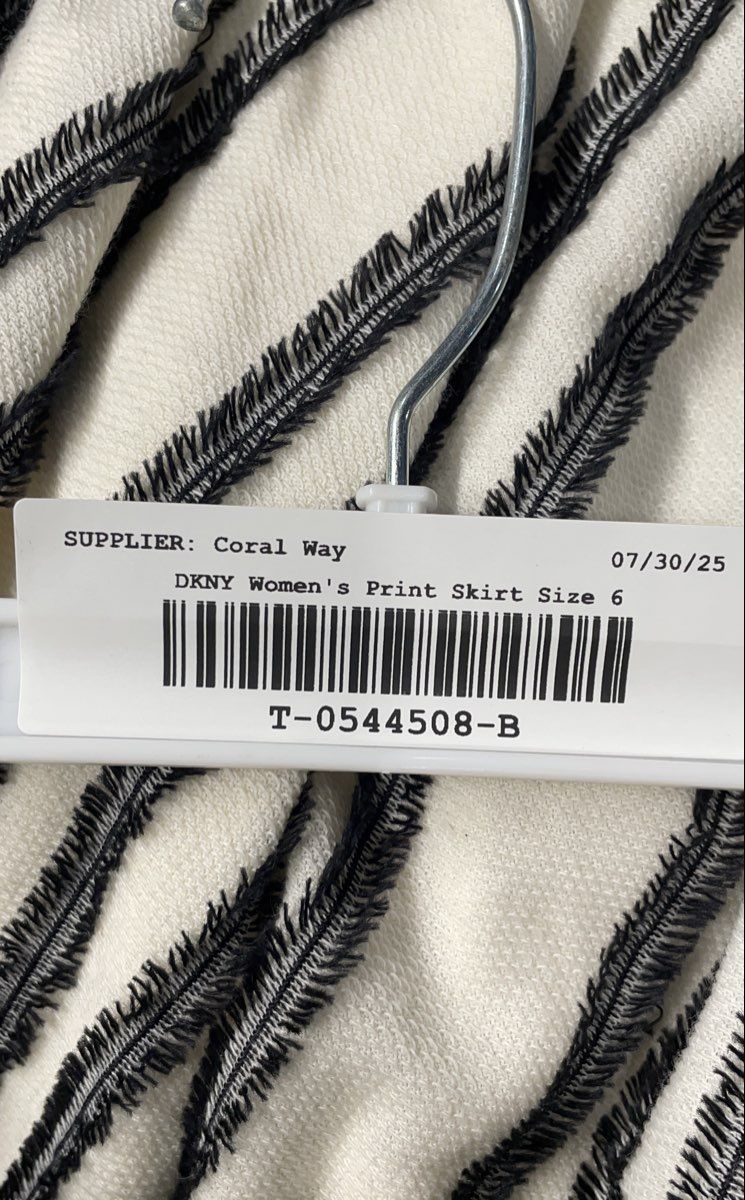 SUPPLIER: Coral Way
07/30/25
DKNY Women's Print Skirt Size 6
T-0544508-B